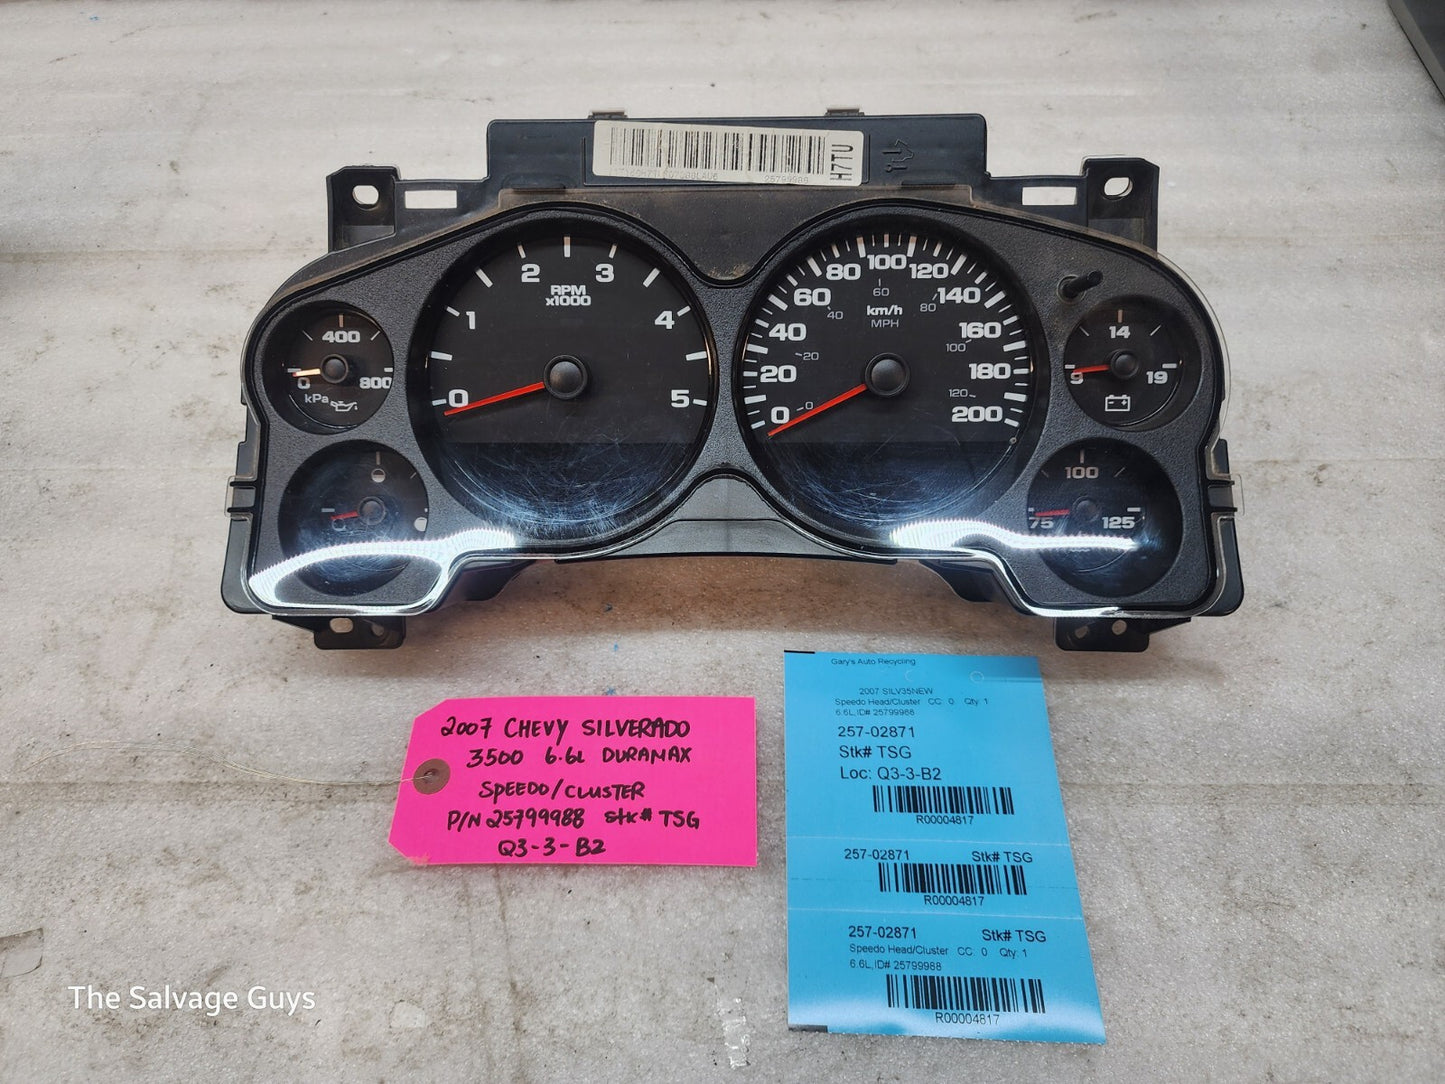 H7TU
25799989
400
0
800
kPa
0
1
2
3
4
5
RPM
x1000
0
20
40
60
80
100
120
140
160
180
200
0
20
40
60
80
100
120
km/h
MPH
9
14
19
75
100
125
2007 CHEVY SILVERADO
3500 6.6L DURAMAX
SPEEDO/CLUSTER
P/N 25799988 Stk# TSG
Q3-3-B2
Gary's Auto Recycling
2007 SILV35NEW
Speedo Head/Cluster CC: 0 Qty: 1
6.6L,ID# 25799988
257-02871
Stk# TSG
Loc: Q3-3-B2
R00004817
257-02871 Stk# TSG
R00004817
257-02871 Stk# TSG
Speedo Head/Cluster CC: 0 Qty: 1
6.6L,ID# 25799988
R00004817
The Salvage Guys